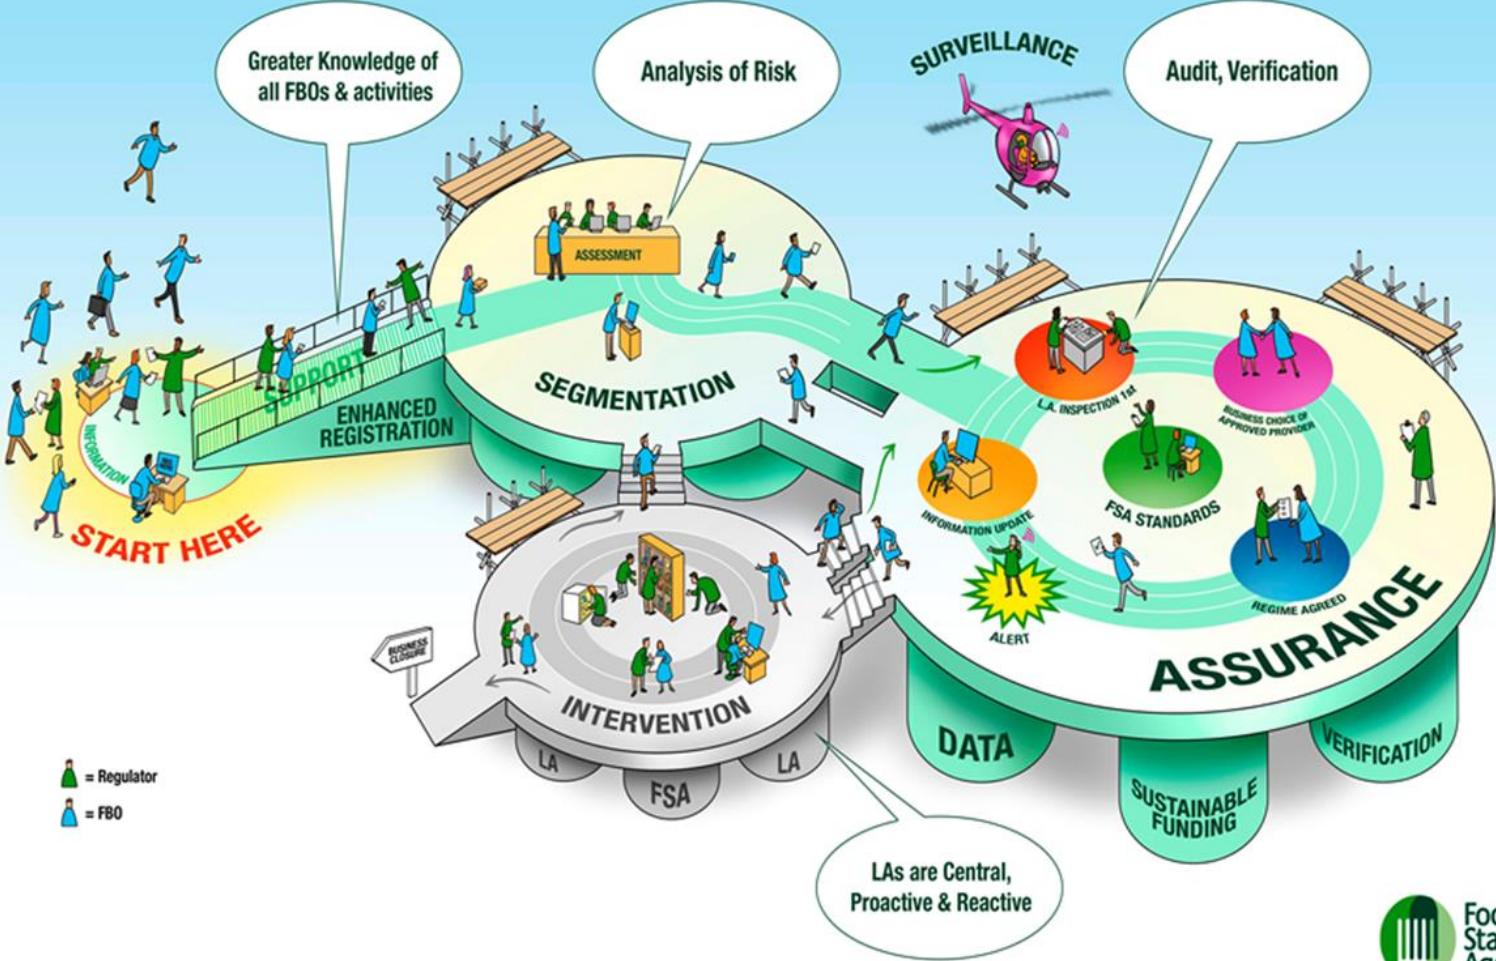 Greater Knowledge of
all FBOs & activities
Analysis of Risk
SURVEILLANCE
Audit, Verification
ASSESSMENT
SUPPORT
ENHANCED
REGISTRATION
INFORMATION
START HERE
SEGMENTATION
L.A. INSPECTION 1st
BUSINESS CHOICE OF
APPROVED PROVIDER
INFORMATION UPDATE
FSA STANDARDS
REGIME AGREED
ALERT
ASSURANCE
BUSINESS
CLOSURE
INTERVENTION
LA
FSA
LA
DATA
SUSTAINABLE
FUNDING
VERIFICATION
= Regulator
= FBO
LAs are Central,
Proactive & Reactive